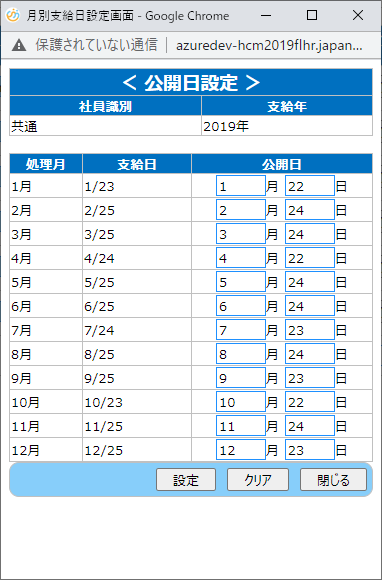 月別支給日設定画面 - Google Chrome
保護されていない通信 | azuredev-hcm2019flhr.japan...
＜ 公開日設定 ＞
社員識別 支給年
共通 2019年
処理月 支給日 公開日
1月 1/23 1 月 22 日
2月 2/25 2 月 24 日
3月 3/25 3 月 24 日
4月 4/24 4 月 22 日
5月 5/25 5 月 24 日
6月 6/25 6 月 24 日
7月 7/24 7 月 23 日
8月 8/25 8 月 24 日
9月 9/25 9 月 23 日
10月 10/23 10 月 22 日
11月 11/25 11 月 24 日
12月 12/25 12 月 23 日
設定 クリア 閉じる